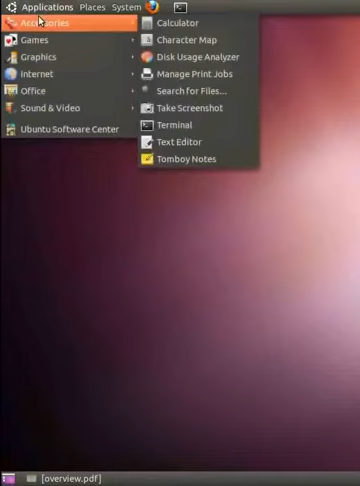 Applications Places System
Accessories
Games
Graphics
Internet
Office
Sound & Video
Ubuntu Software Center
Calculator
Character Map
Disk Usage Analyzer
Manage Print Jobs
Search for Files...
Take Screenshot
Terminal
Text Editor
Tomboy Notes
[overview.pdf]